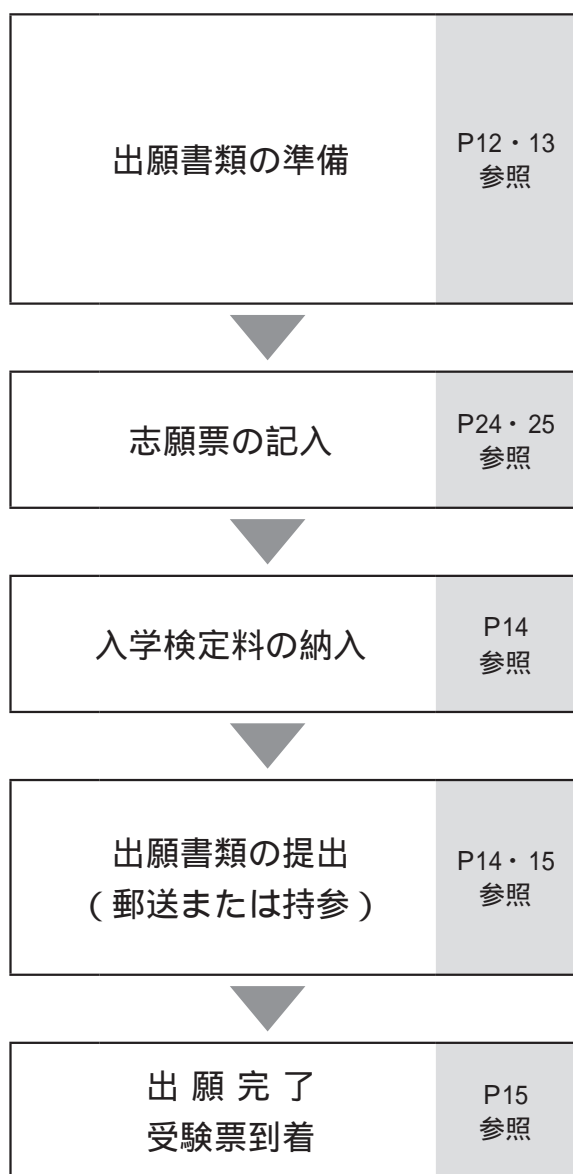 出願書類の準備
P12・13
参照
志願票の記入
P24・25
参照
入学検定料の納入
P14
参照
出願書類の提出
(郵送または持参)
P14・15
参照
出願完了
受験票到着
P15
参照